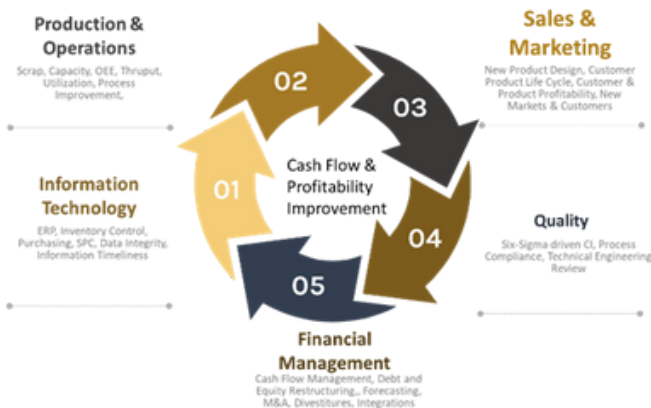 Production &
Operations
Scrap, Capacity, OEE, Thruput,
Utilization, Process
Improvement,
Information
Technology
ERP, Inventory Control,
Purchasing, SPC, Data Integrity,
Information Timeliness
01
02
03
04
05
Cash Flow &
Profitability
Improvement
Sales &
Marketing
New Product Design, Customer
Product Life Cycle, Customer &
Product Profitability, New
Markets & Customers
Quality
Six-Sigma driven CI, Process
Compliance, Technical Engineering
Review
Financial
Management
Cash Flow Management, Debt and
Equity Restructuring,, Forecasting,
M&A, Divestitures, Integrations